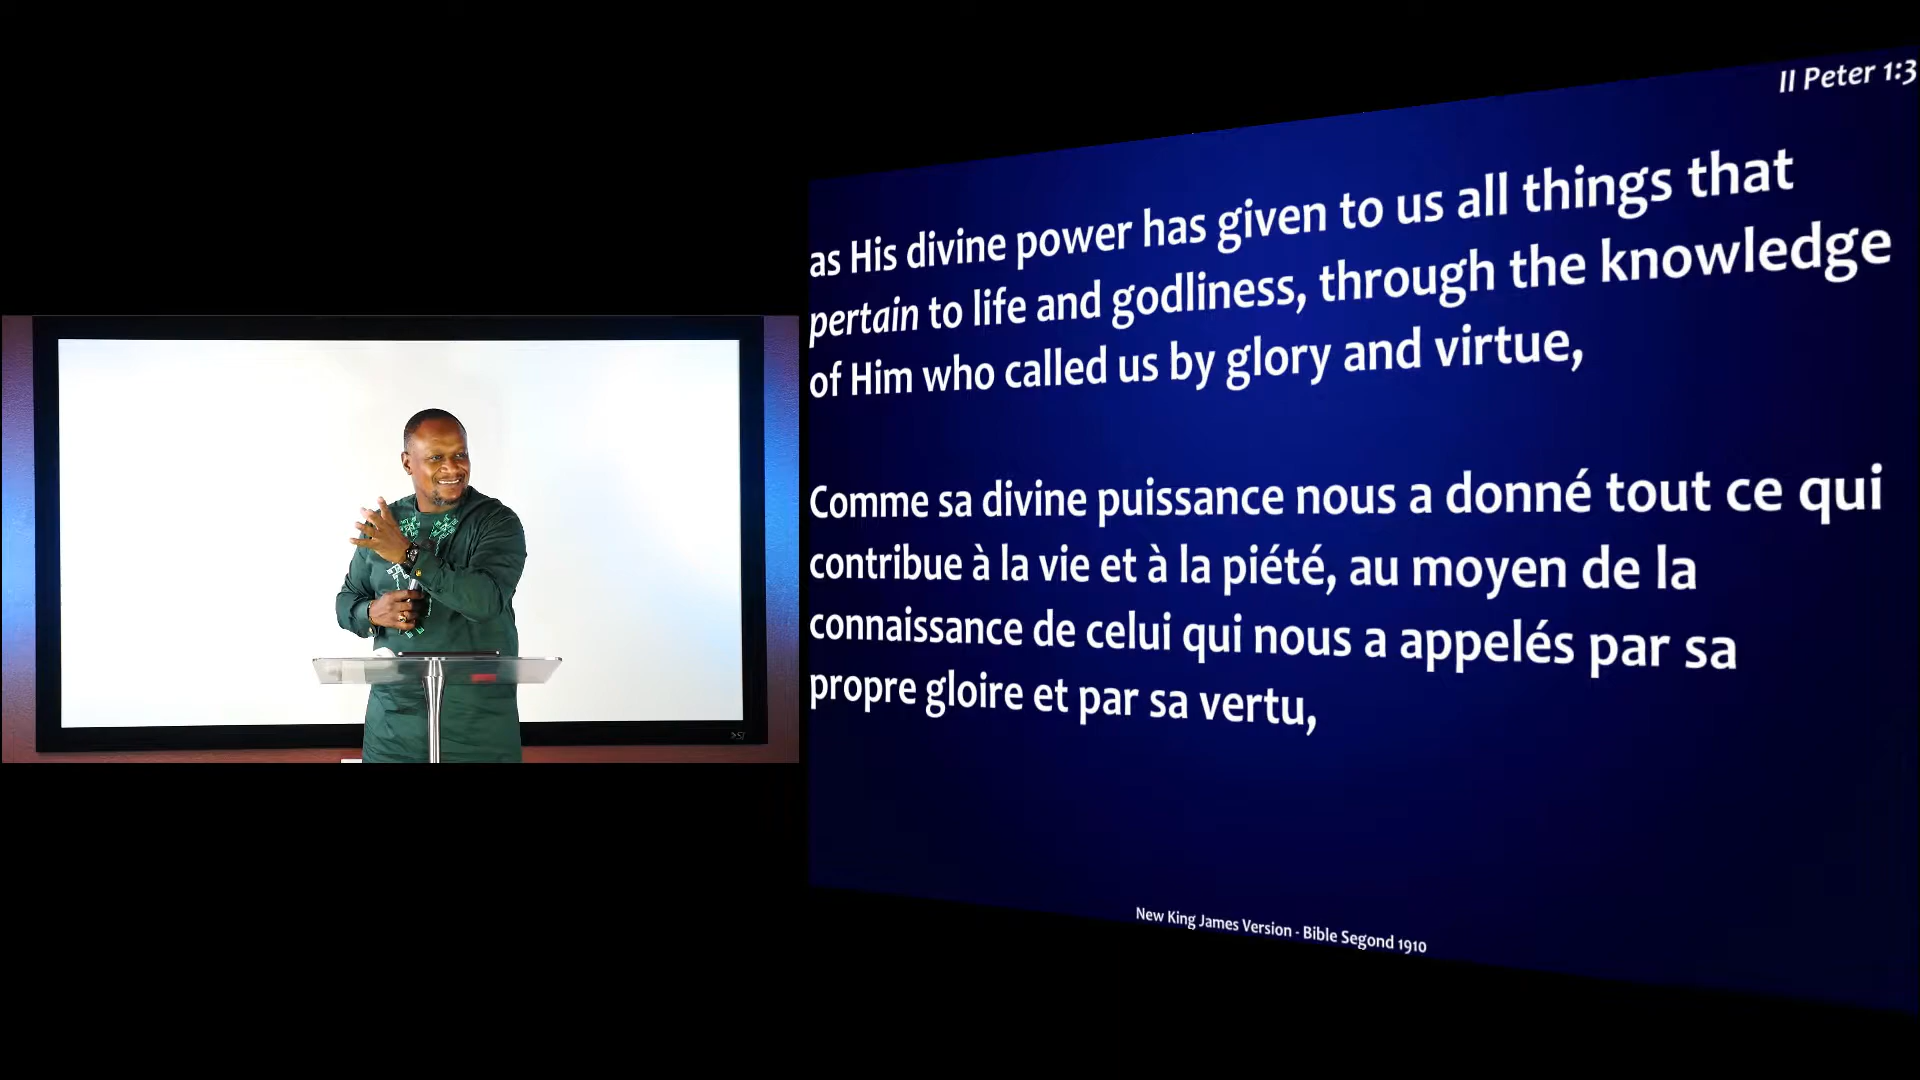 II Peter 1:3
as His divine power has given to us all things that
pertain to life and godliness, through the knowledge
of Him who called us by glory and virtue,
Comme sa divine puissance nous a donné tout ce qui
contribue à la vie et à la piété, au moyen de la
connaissance de celui qui nous a appelés par sa
propre gloire et par sa vertu,
New King James Version - Bible Segond 1910